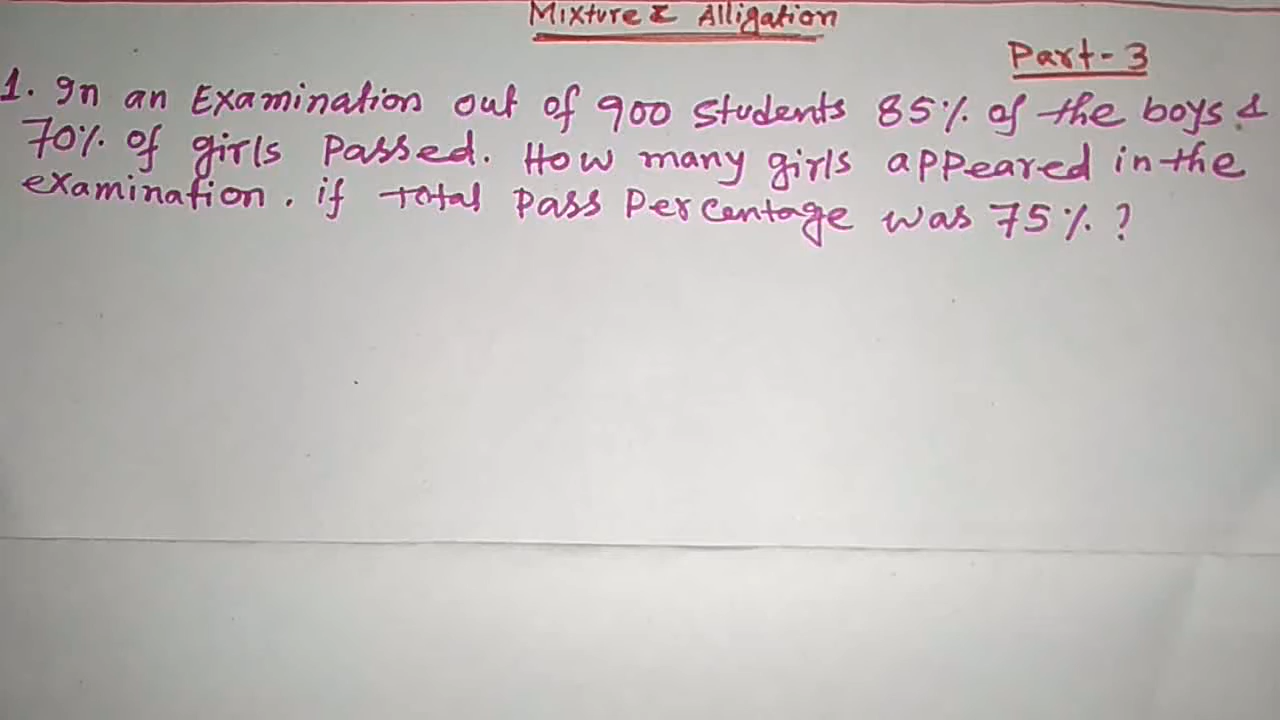 Mixture & Alligation
Part-3
1. In an Examination out of 900 students 85% of the boys &
70% of girls passed. How many girls appeared in the
examination. if total pass percentage was 75%?